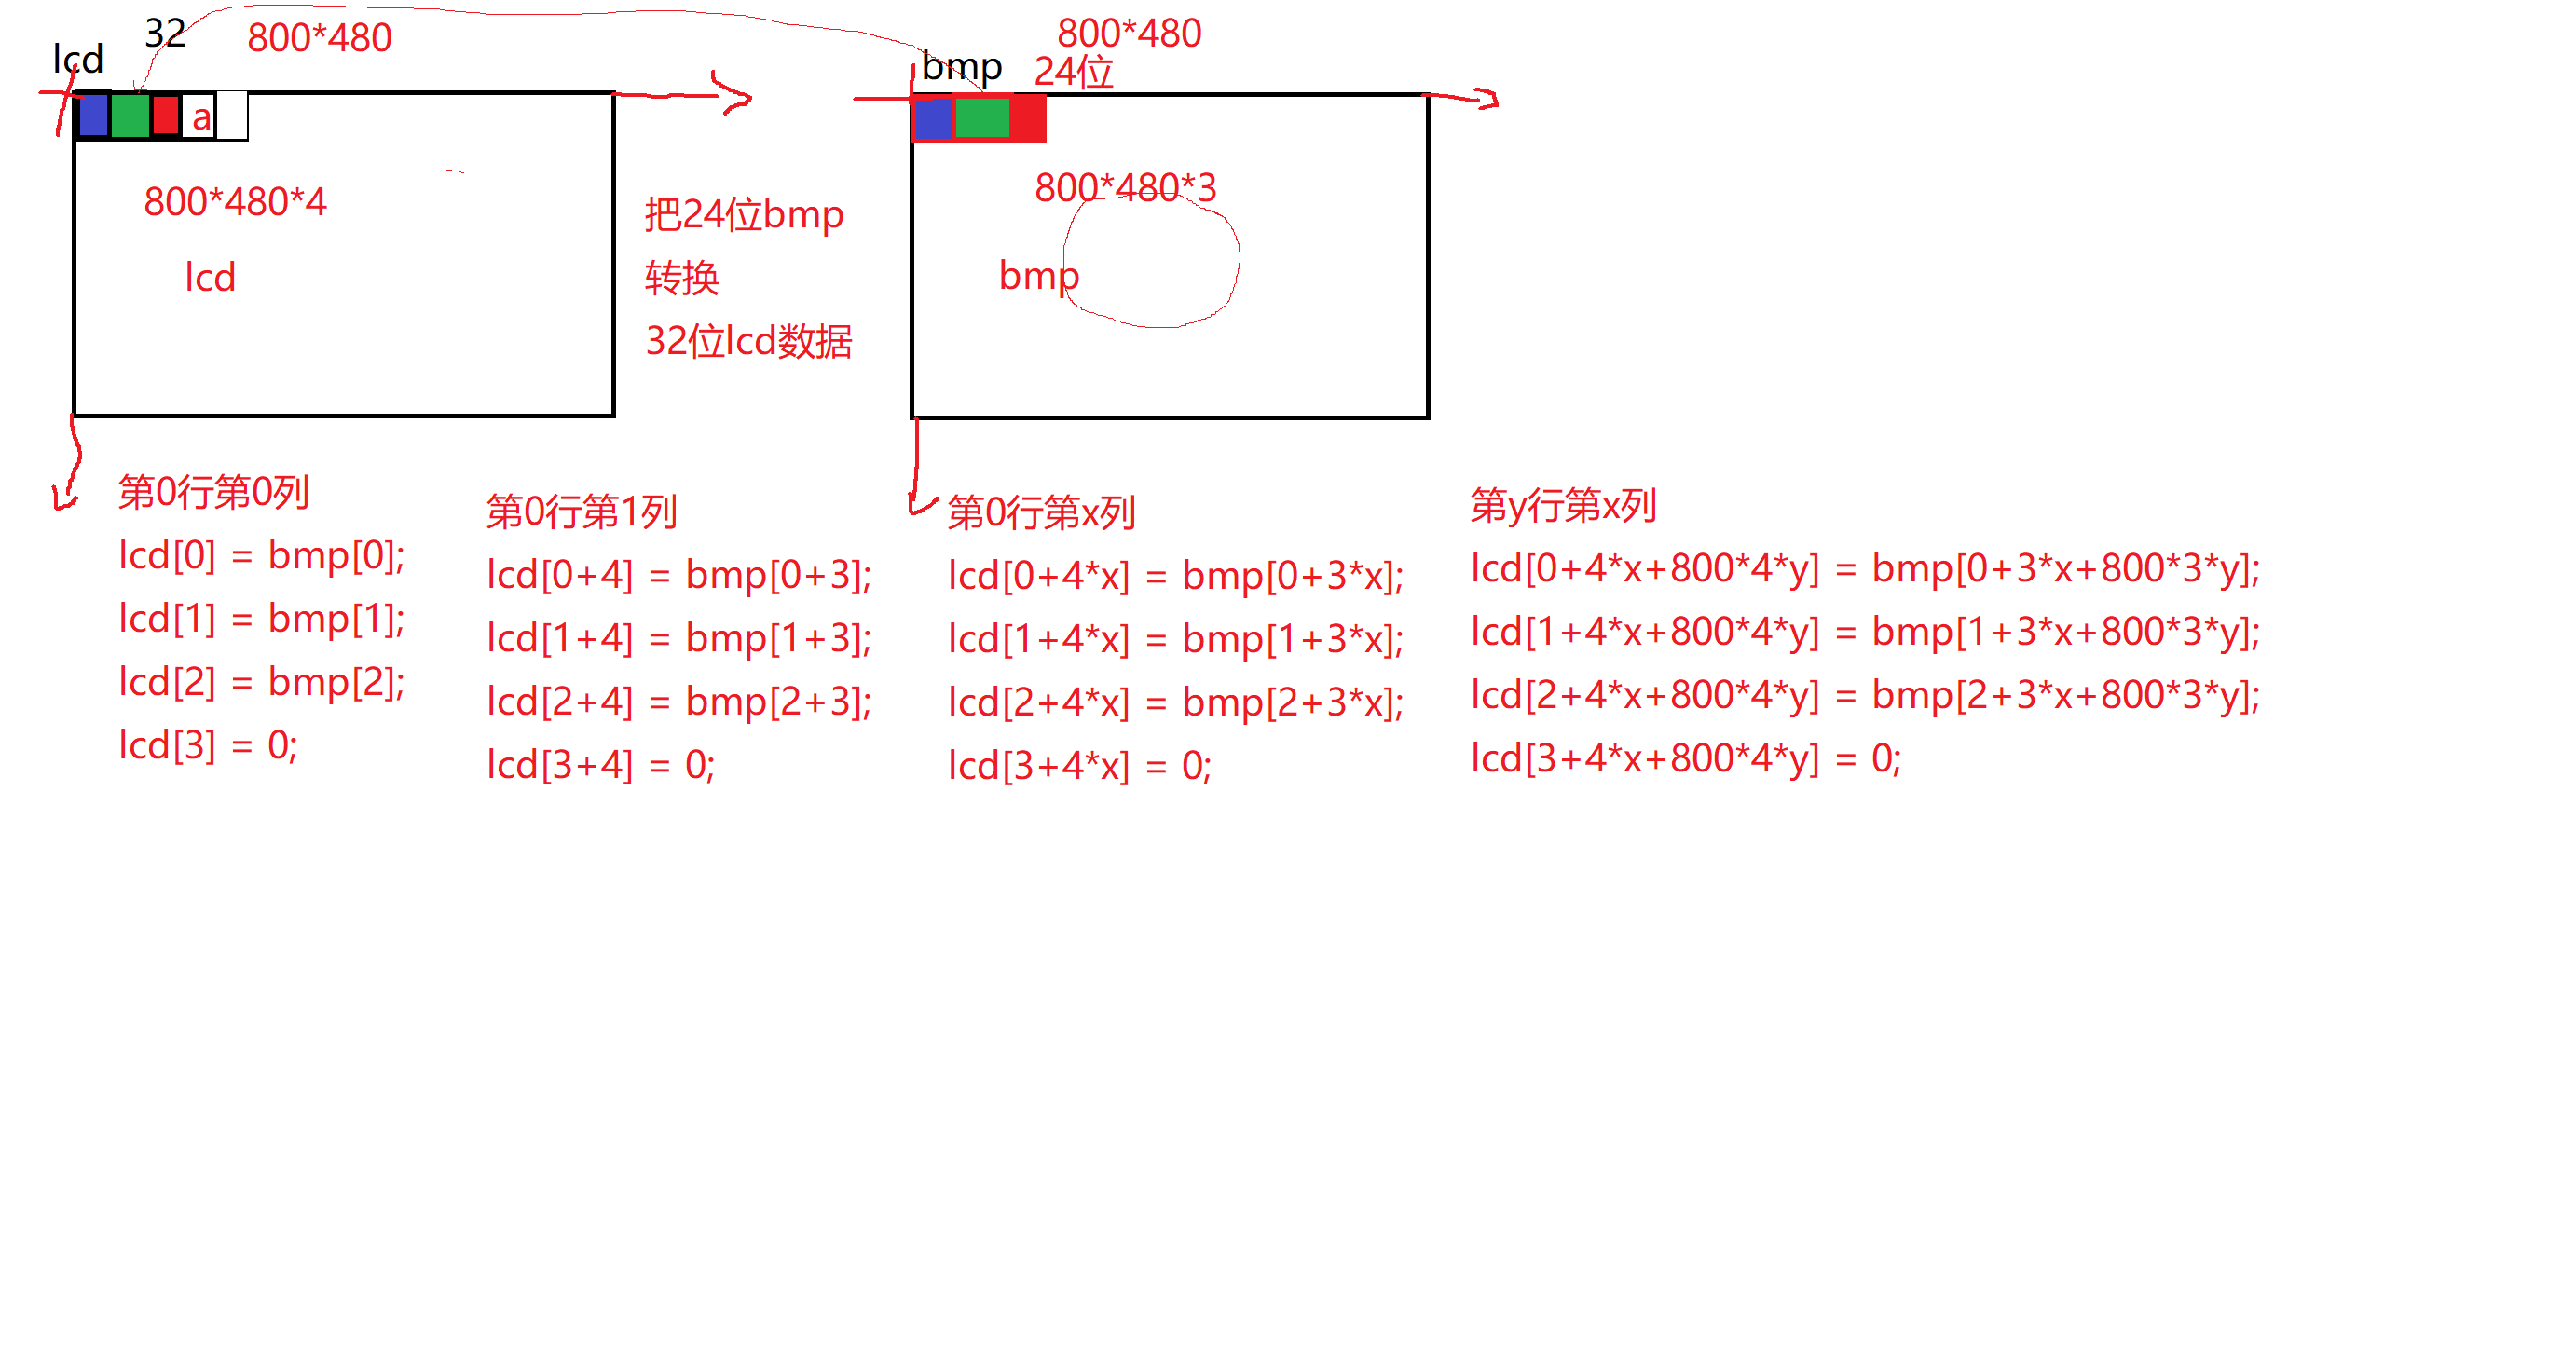 lcd
32
800*480
a
800*480*4
lcd
把24位bmp
转换
32位lcd数据
bmp
800*480
24位
800*480*3
bmp
第0行第0列
lcd[0] = bmp[0];
lcd[1] = bmp[1];
lcd[2] = bmp[2];
lcd[3] = 0;
第0行第1列
lcd[0+4] = bmp[0+3];
lcd[1+4] = bmp[1+3];
lcd[2+4] = bmp[2+3];
lcd[3+4] = 0;
第0行第x列
lcd[0+4*x] = bmp[0+3*x];
lcd[1+4*x] = bmp[1+3*x];
lcd[2+4*x] = bmp[2+3*x];
lcd[3+4*x] = 0;
第y行第x列
lcd[0+4*x+800*4*y] = bmp[0+3*x+800*3*y];
lcd[1+4*x+800*4*y] = bmp[1+3*x+800*3*y];
lcd[2+4*x+800*4*y] = bmp[2+3*x+800*3*y];
lcd[3+4*x+800*4*y] = 0;